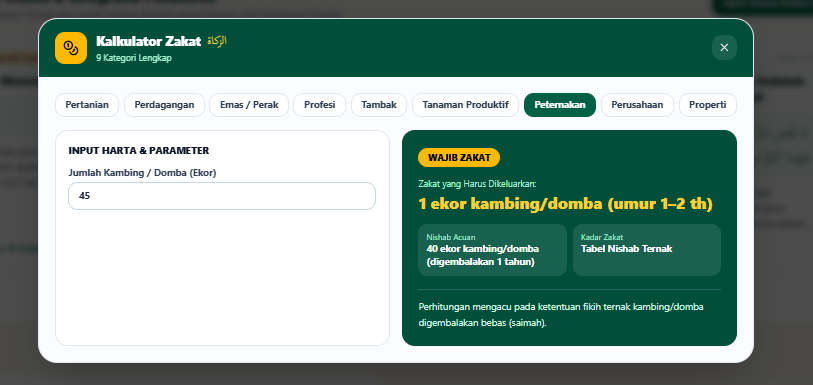 Kalkulator Zakat الزكاة
9 Kategori Lengkap
Pertanian
Perdagangan
Emas / Perak
Profesi
Tambak
Tanaman Produktif
Peternakan
Perusahaan
Properti
INPUT HARTA & PARAMETER
Jumlah Kambing / Domba (Ekor)
45
WAJIB ZAKAT
Zakat yang Harus Dikeluarkan:
1 ekor kambing/domba (umur 1–2 th)
Nishab Acuan
40 ekor kambing/domba
(digembalakan 1 tahun)
Kadar Zakat
Tabel Nishab Ternak
Perhitungan mengacu pada ketentuan fikih ternak kambing/domba
digembalakan bebas (saimah).